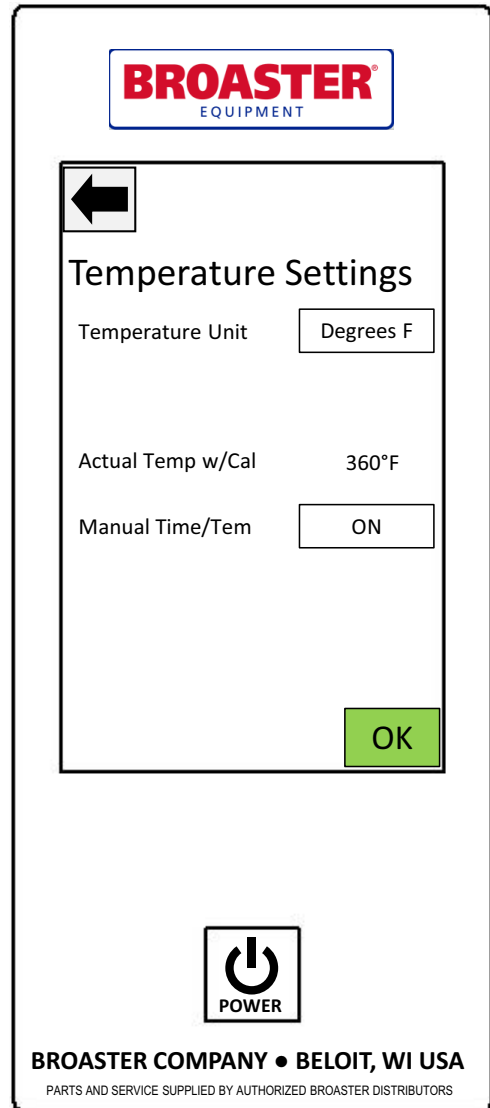 BROASTER®
EQUIPMENT
Temperature Settings
Temperature Unit Degrees F
Actual Temp w/Cal 360°F
Manual Time/Tem ON
OK
POWER
BROASTER COMPANY ● BELOIT, WI USA
PARTS AND SERVICE SUPPLIED BY AUTHORIZED BROASTER DISTRIBUTORS